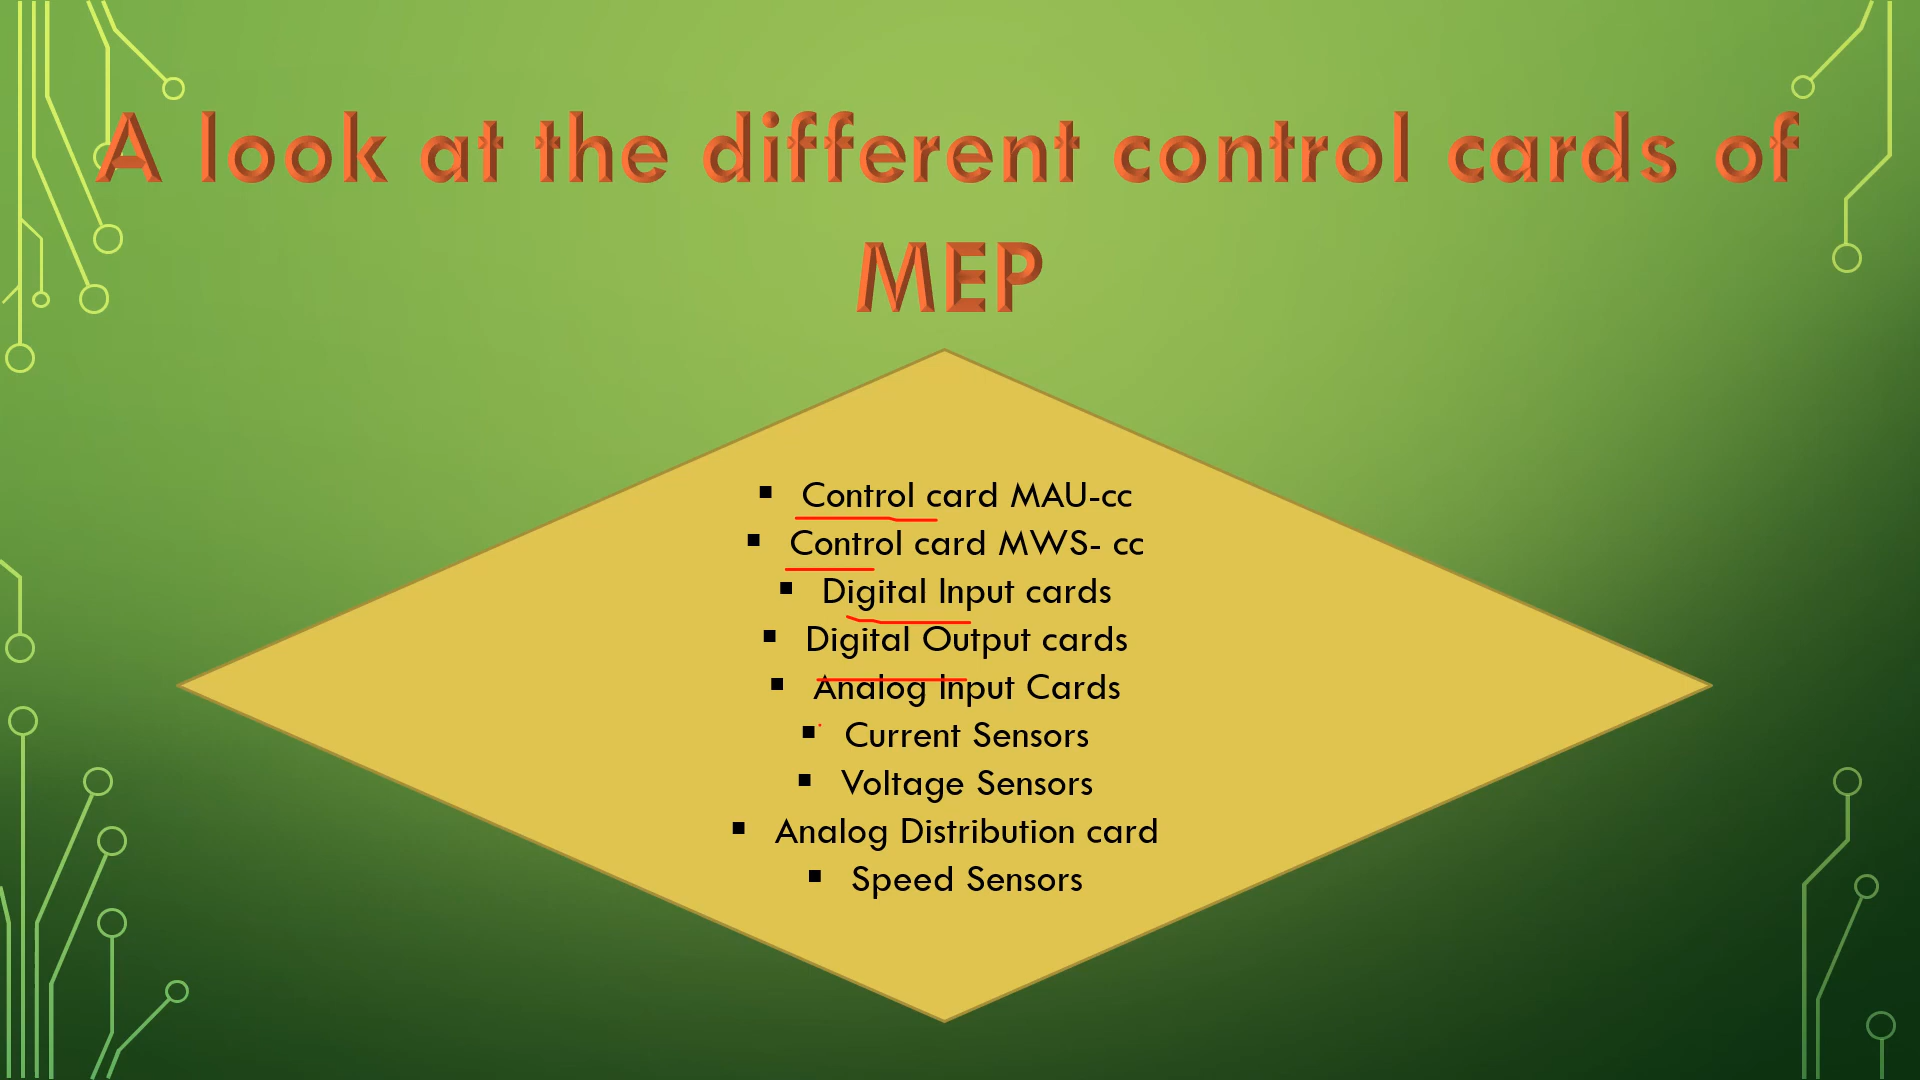 A look at the different control cards of
MEP
▪ Control card MAU-cc
▪ Control card MWS- cc
▪ Digital Input cards
▪ Digital Output cards
▪ Analog Input Cards
▪ Current Sensors
▪ Voltage Sensors
▪ Analog Distribution card
▪ Speed Sensors